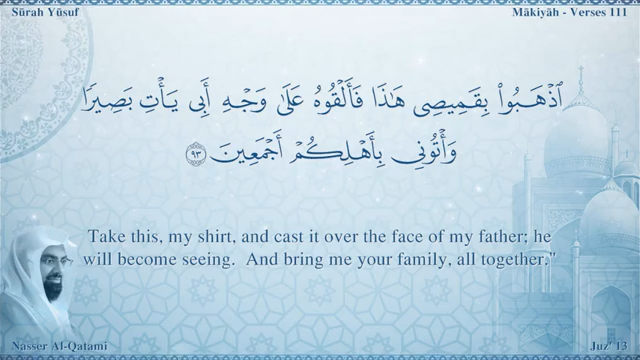 Sūrah Yūsuf
Mākiyāh - Verses 111
ٱذْهَبُوا۟ بِقَمِيصِى هَٰذَا فَأَلْقُوهُ عَلَىٰ وَجْهِ أَبِى يَأْتِ بَصِيرًا
وَأْتُونِى بِأَهْلِكُمْ أَجْمَعِينَ ٩٣
Take this, my shirt, and cast it over the face of my father; he
will become seeing.  And bring me your family, all together."
Nasser Al-Qatami
Juz' 13